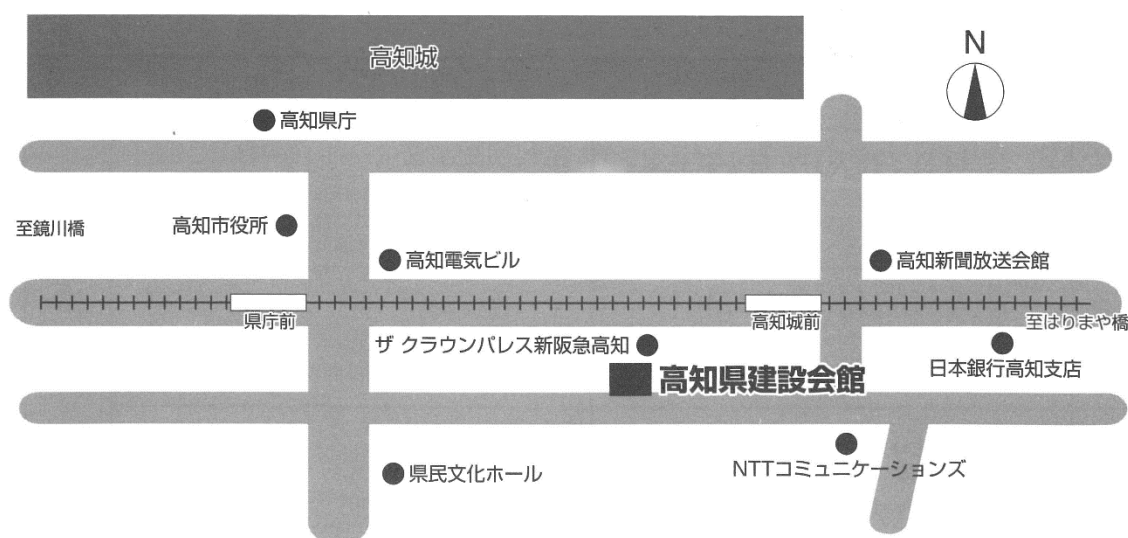 高知城
N
高知県庁
高知市役所
至鏡川橋
高知電気ビル
高知新聞放送会館
県庁前
高知城前
至はりまや橋
ザ クラウンパレス新阪急高知
日本銀行高知支店
高知県建設会館
県民文化ホール
NTTコミュニケーションズ